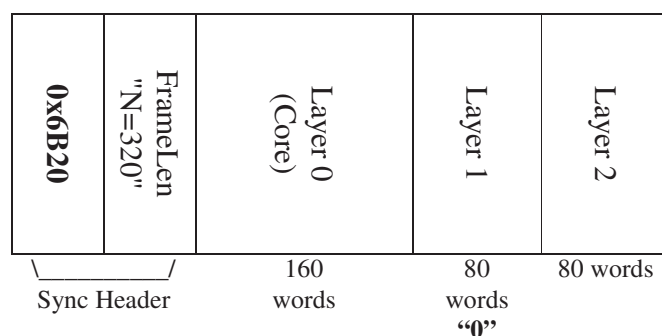 0x6B20
FrameLen
"N=320"
Layer 0
(Core)
Layer 1
Layer 2
\__________/
Sync Header
160
words
80
words
“0”
80 words